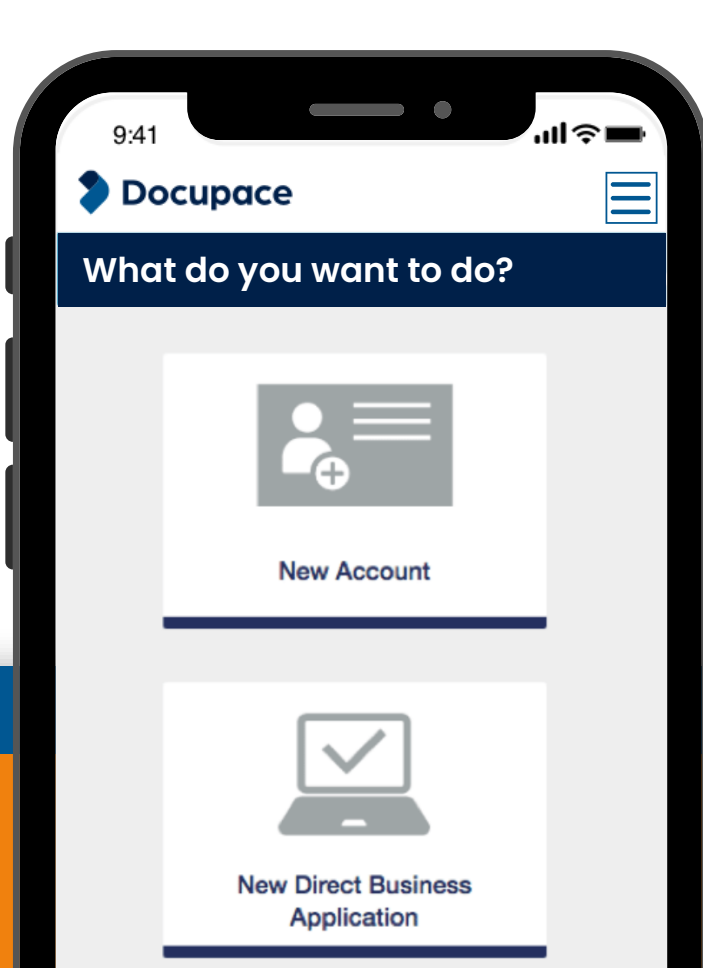 9:41
Docupace
What do you want to do?
New Account
New Direct Business
Application